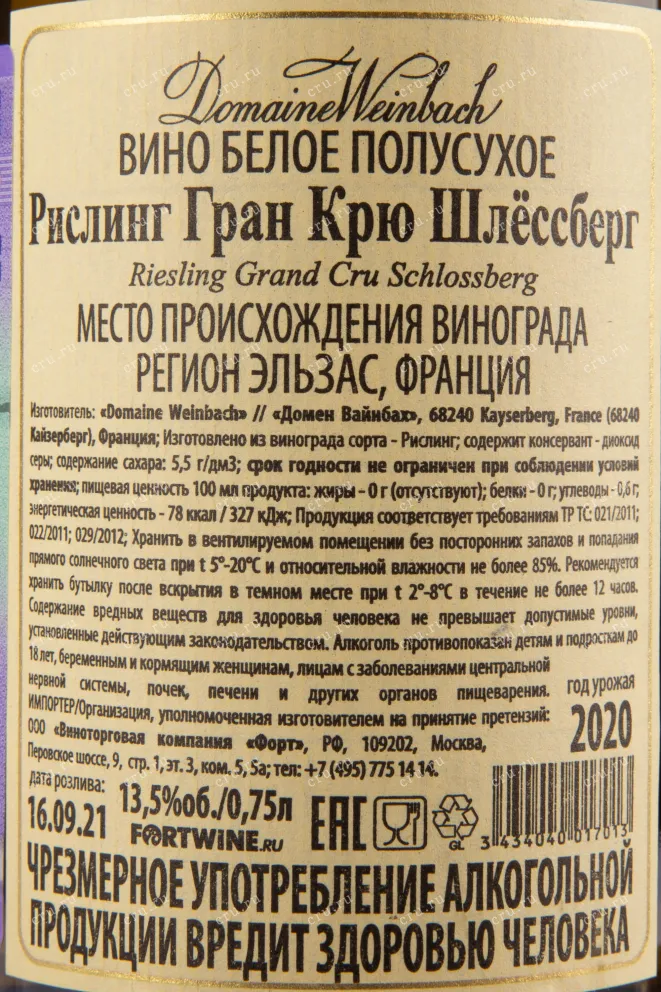 Domaine Weinbach
ВИНО БЕЛОЕ ПОЛУСУХОЕ
Рислинг Гран Крю Шлёссберг
Riesling Grand Cru Schlossberg
МЕСТО ПРОИСХОЖДЕНИЯ ВИНОГРАДА
РЕГИОН ЭЛЬЗАС, ФРАНЦИЯ
Изготовитель: «Domaine Weinbach» // «Домен Вайнбах», 68240 Kayserberg, France (68240
Кайзерберг), Франция; Изготовлено из винограда сорта - Рислинг; содержит консервант - диоксид
серы; содержание сахара: 5,5 г/дм3; срок годности не ограничен при соблюдении условий
хранения; пищевая ценность 100 мл продукта: жиры – 0 г (отсутствуют); белки - 0 г; углеводы - 0,6 г;
энергетическая ценность - 78 ккал / 327 кДж; Продукция соответствует требованиям ТР ТС: 021/2011;
022/2011; 029/2012; Хранить в вентилируемом помещении без посторонних запахов и попадания
прямого солнечного света при t 5°-20°C и относительной влажности не более 85%. Рекомендуется
хранить бутылку после вскрытия в темном месте при t 2°-8°C в течение не более 12 часов.
Содержание вредных веществ для здоровья человека не превышает допустимые уровни,
установленные действующим законодательством. Алкоголь противопоказан детям и подросткам до
18 лет, беременным и кормящим женщинам, лицам с заболеваниями центральной
нервной системы, почек, печени и других органов пищеварения.
ИМПОРТЕР/Организация, уполномоченная изготовителем на принятие претензий:
ООО «Виноторговая компания «Форт», РФ, 109202, Москва,
Перовское шоссе, 9, стр. 1, эт. 3, ком. 5, 5а; тел: +7 (495) 775 14 14.
год урожая
2020
дата розлива:
16.09.21
13,5%об./0,75л
FORTWINE.RU
EAC
GL
3 434040 017013
ЧРЕЗМЕРНОЕ УПОТРЕБЛЕНИЕ АЛКОГОЛЬНОЙ
ПРОДУКЦИИ ВРЕДИТ ЗДОРОВЬЮ ЧЕЛОВЕКА
cru.ru